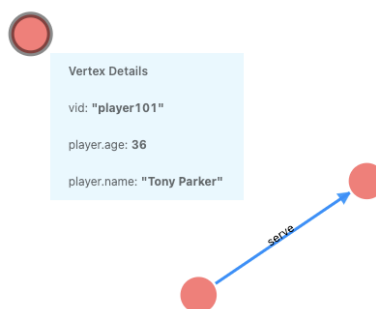 Vertex Details
vid: "player101"
player.age: 36
player.name: "Tony Parker"
serve